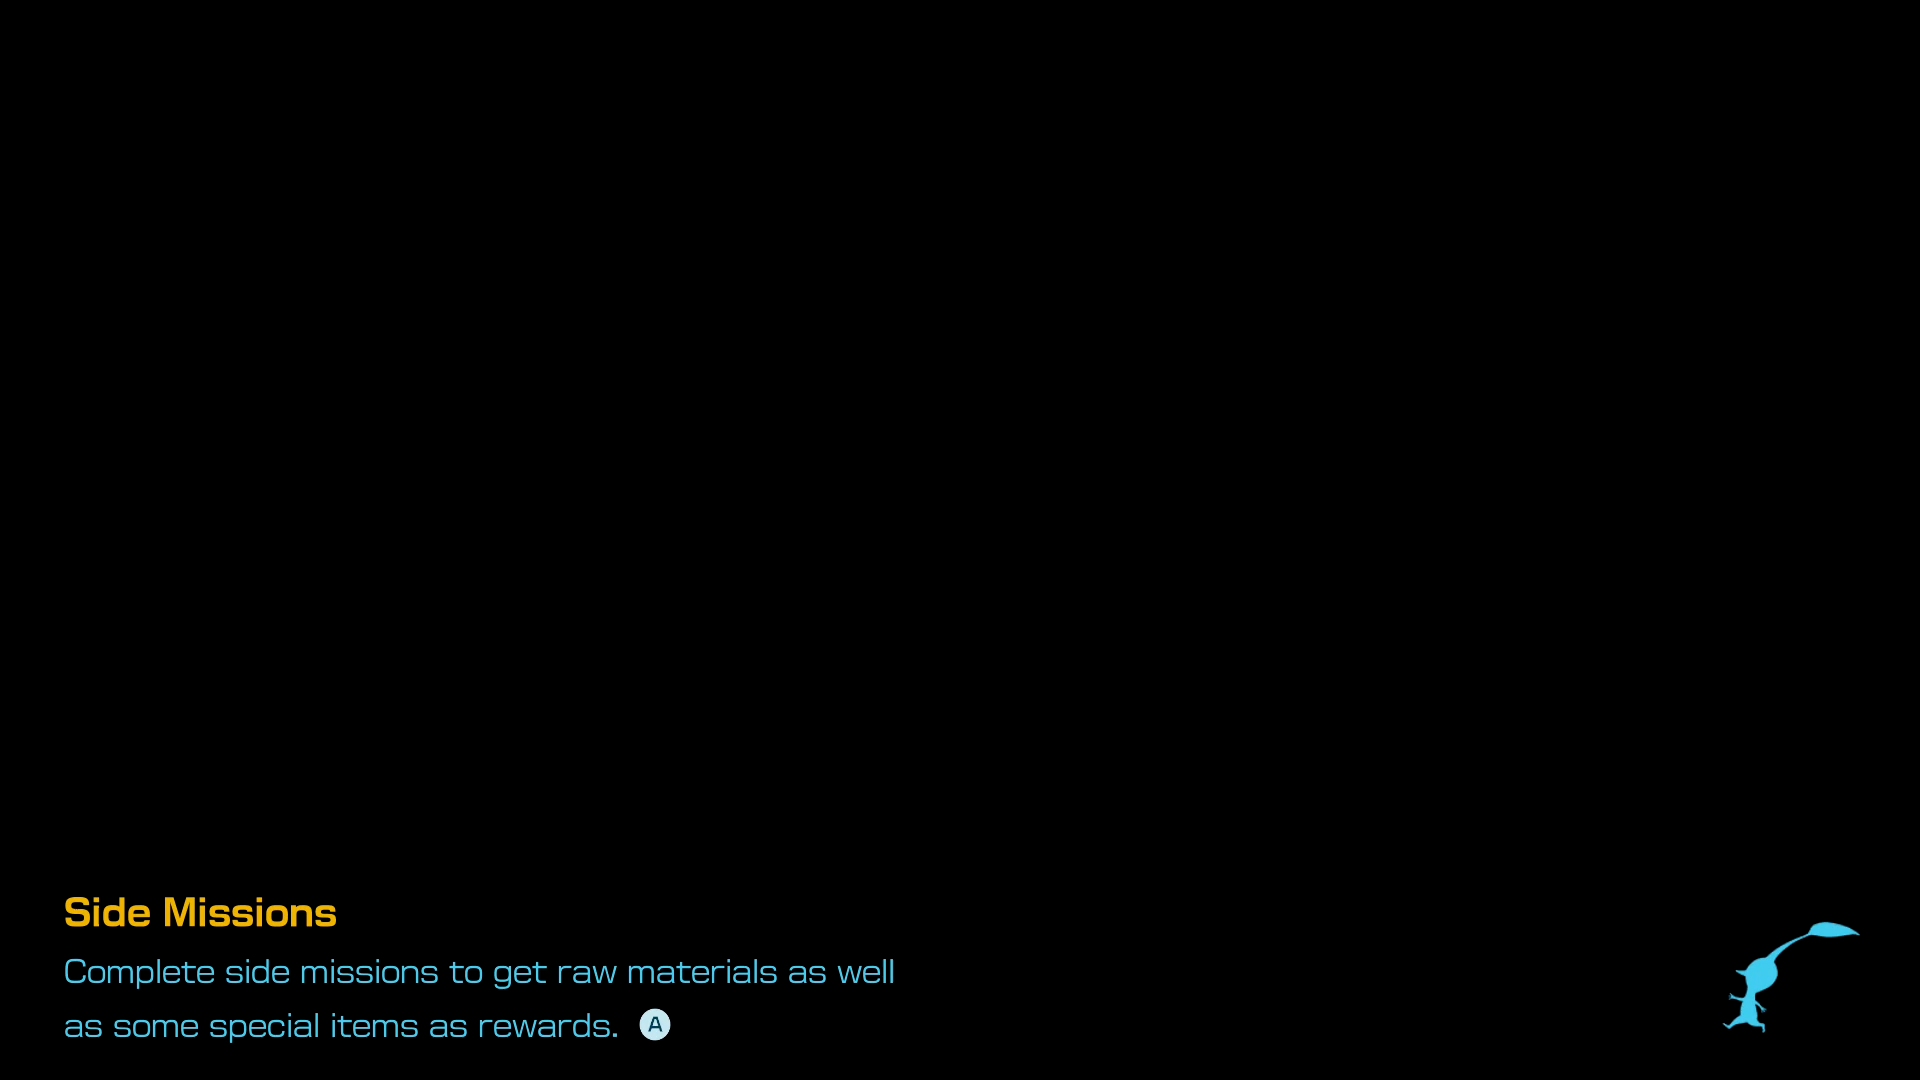 Side Missions
Complete side missions to get raw materials as well
as some special items as rewards. A